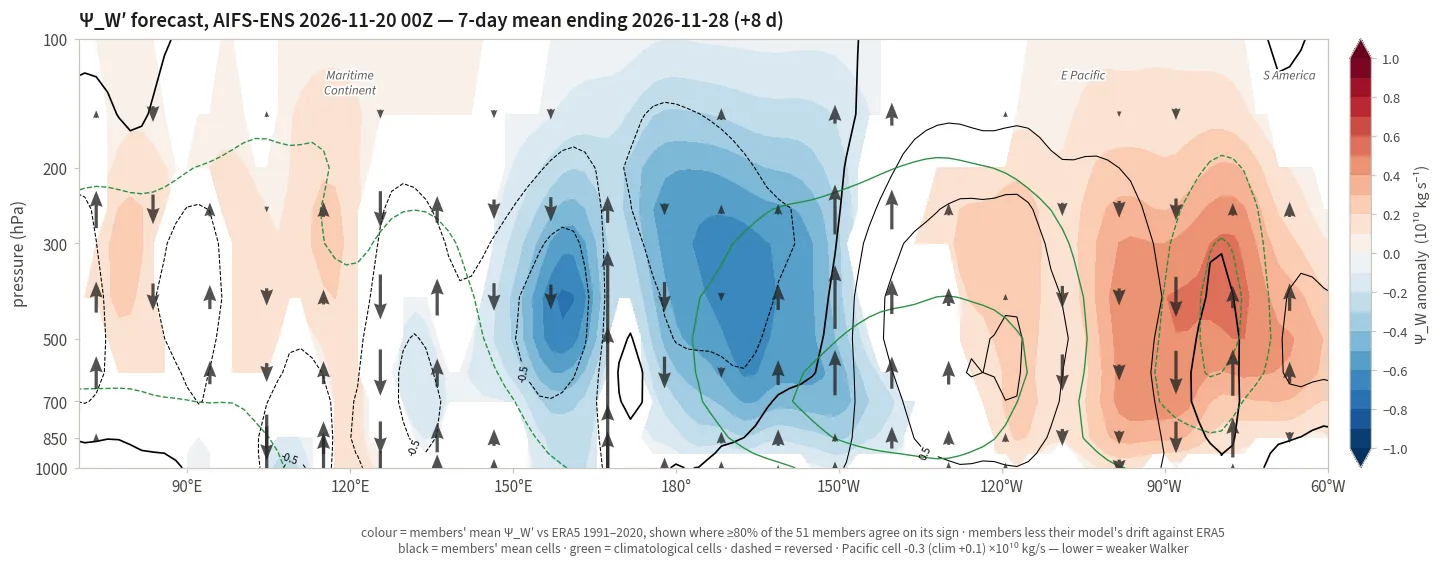 Ψ_W′ forecast, AIFS-ENS 2026-11-20 00Z — 7-day mean ending 2026-11-28 (+8 d)
pressure (hPa)
100
200
300
400
500
700
850
1000
Maritime
Continent
E Pacific
S America
-0.5
-0.5
-0.5
0.5
90°E
120°E
150°E
180°
150°W
120°W
90°W
60°W
1.0
0.8
0.6
0.4
0.2
0.0
−0.2
−0.4
−0.6
−0.8
−1.0
Ψ_W anomaly (10¹⁰ kg s⁻¹)
colour = members' mean Ψ_W′ vs ERA5 1991–2020, shown where ≥80% of the 51 members agree on its sign · members less their model's drift against ERA5
black = members' mean cells · green = climatological cells · dashed = reversed · Pacific cell -0.3 (clim +0.1) ×10¹⁰ kg/s — lower = weaker Walker